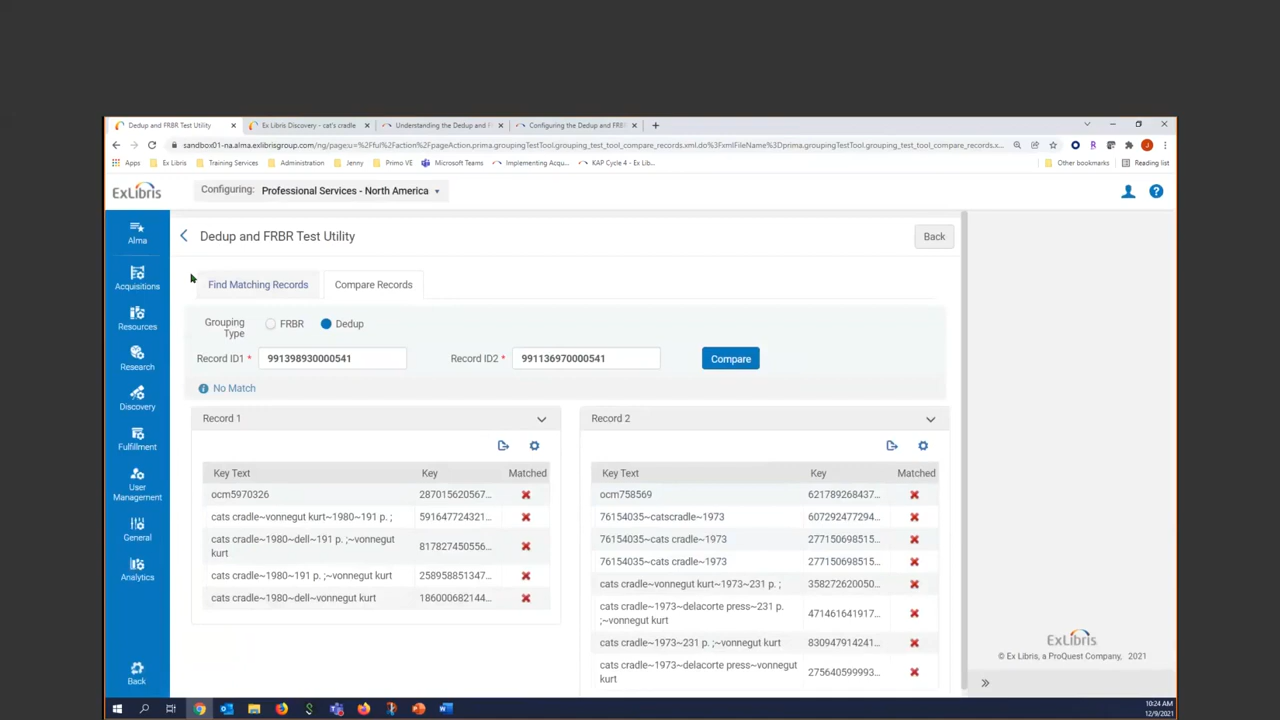 Dedup and FRBR Test Utility
Ex Libris Discovery - cat's cradle
Understanding the Dedup and F
Configuring the Dedup and FRB
sandbox01-na.alma.exlibrisgroup.com/ng/page;u=%2Fful%2Faction%2FpageAction.prima.groupingTestTool.grouping_test_tool_compare_records.xml.do%3FxmlFileName%3Dprima.groupingTestTool.grouping_test_tool_compare_records.x...
Apps
Ex Libris
Training Services
Administration
Jenny
Primo VE
Microsoft Teams
Implementing Acqu...
KAP Cycle 4 - Ex Lib...
Other bookmarks
Reading list
ExLibris
Configuring: Professional Services - North America
Alma
Acquisitions
Resources
Research
Discovery
Fulfillment
User
Management
General
Analytics
Back
Dedup and FRBR Test Utility
Back
Find Matching Records
Compare Records
Grouping
Type
FRBR
Dedup
Record ID1 * 991398930000541
Record ID2 * 991136970000541
Compare
No Match
Record 1
Key Text Key Matched
ocm5970326 287015620567...
cats cradle~vonnegut kurt~1980~191 p. ; 591647724321...
cats cradle~1980~dell~191 p. ;~vonnegut
kurt 817827450556...
cats cradle~1980~191 p. ;~vonnegut kurt 258958851347...
cats cradle~1980~dell~vonnegut kurt 186000682144...
Record 2
Key Text Key Matched
ocm758569 621789268437...
76154035~catscradle~1973 607292477294...
76154035~cats cradle~1973 277150698515...
76154035~cats cradle~1973 277150698515...
cats cradle~vonnegut kurt~1973~231 p. ; 358272620050...
cats cradle~1973~delacorte press~231 p.
;~vonnegut kurt 471461641917...
cats cradle~1973~231 p. ;~vonnegut kurt 830947914241...
cats cradle~1973~delacorte press~vonnegut
kurt 275640599993...
ExLibris
© Ex Libris, a ProQuest Company, 2021
10:24 AM
12/9/2021